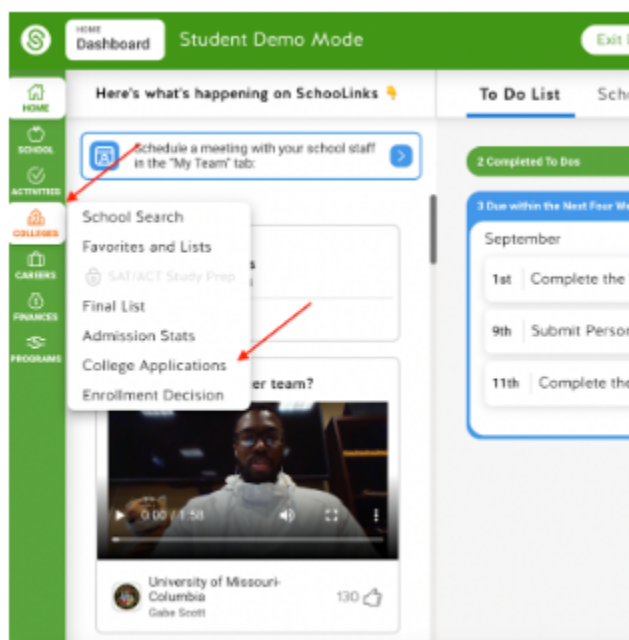 HOME
Dashboard
Student Demo Mode
Exit
HOME
SCHOOL
ACTIVITIES
COLLEGES
CAREERS
FINANCES
PROGRAMS
Here's what's happening on SchooLinks 👇
Schedule a meeting with your school staff
in the "My Team" tab:
School Search
Favorites and Lists
SAT/ACT Study Prep
Final List
Admission Stats
College Applications
Enrollment Decision
er team?
0:00 / 1:58
University of Missouri-
Columbia
Gabe Scott
130
To Do List
Sch
2 Completed To Dos
3 Due within the Next Four We
September
1st Complete the
9th Submit Person
11th Complete the